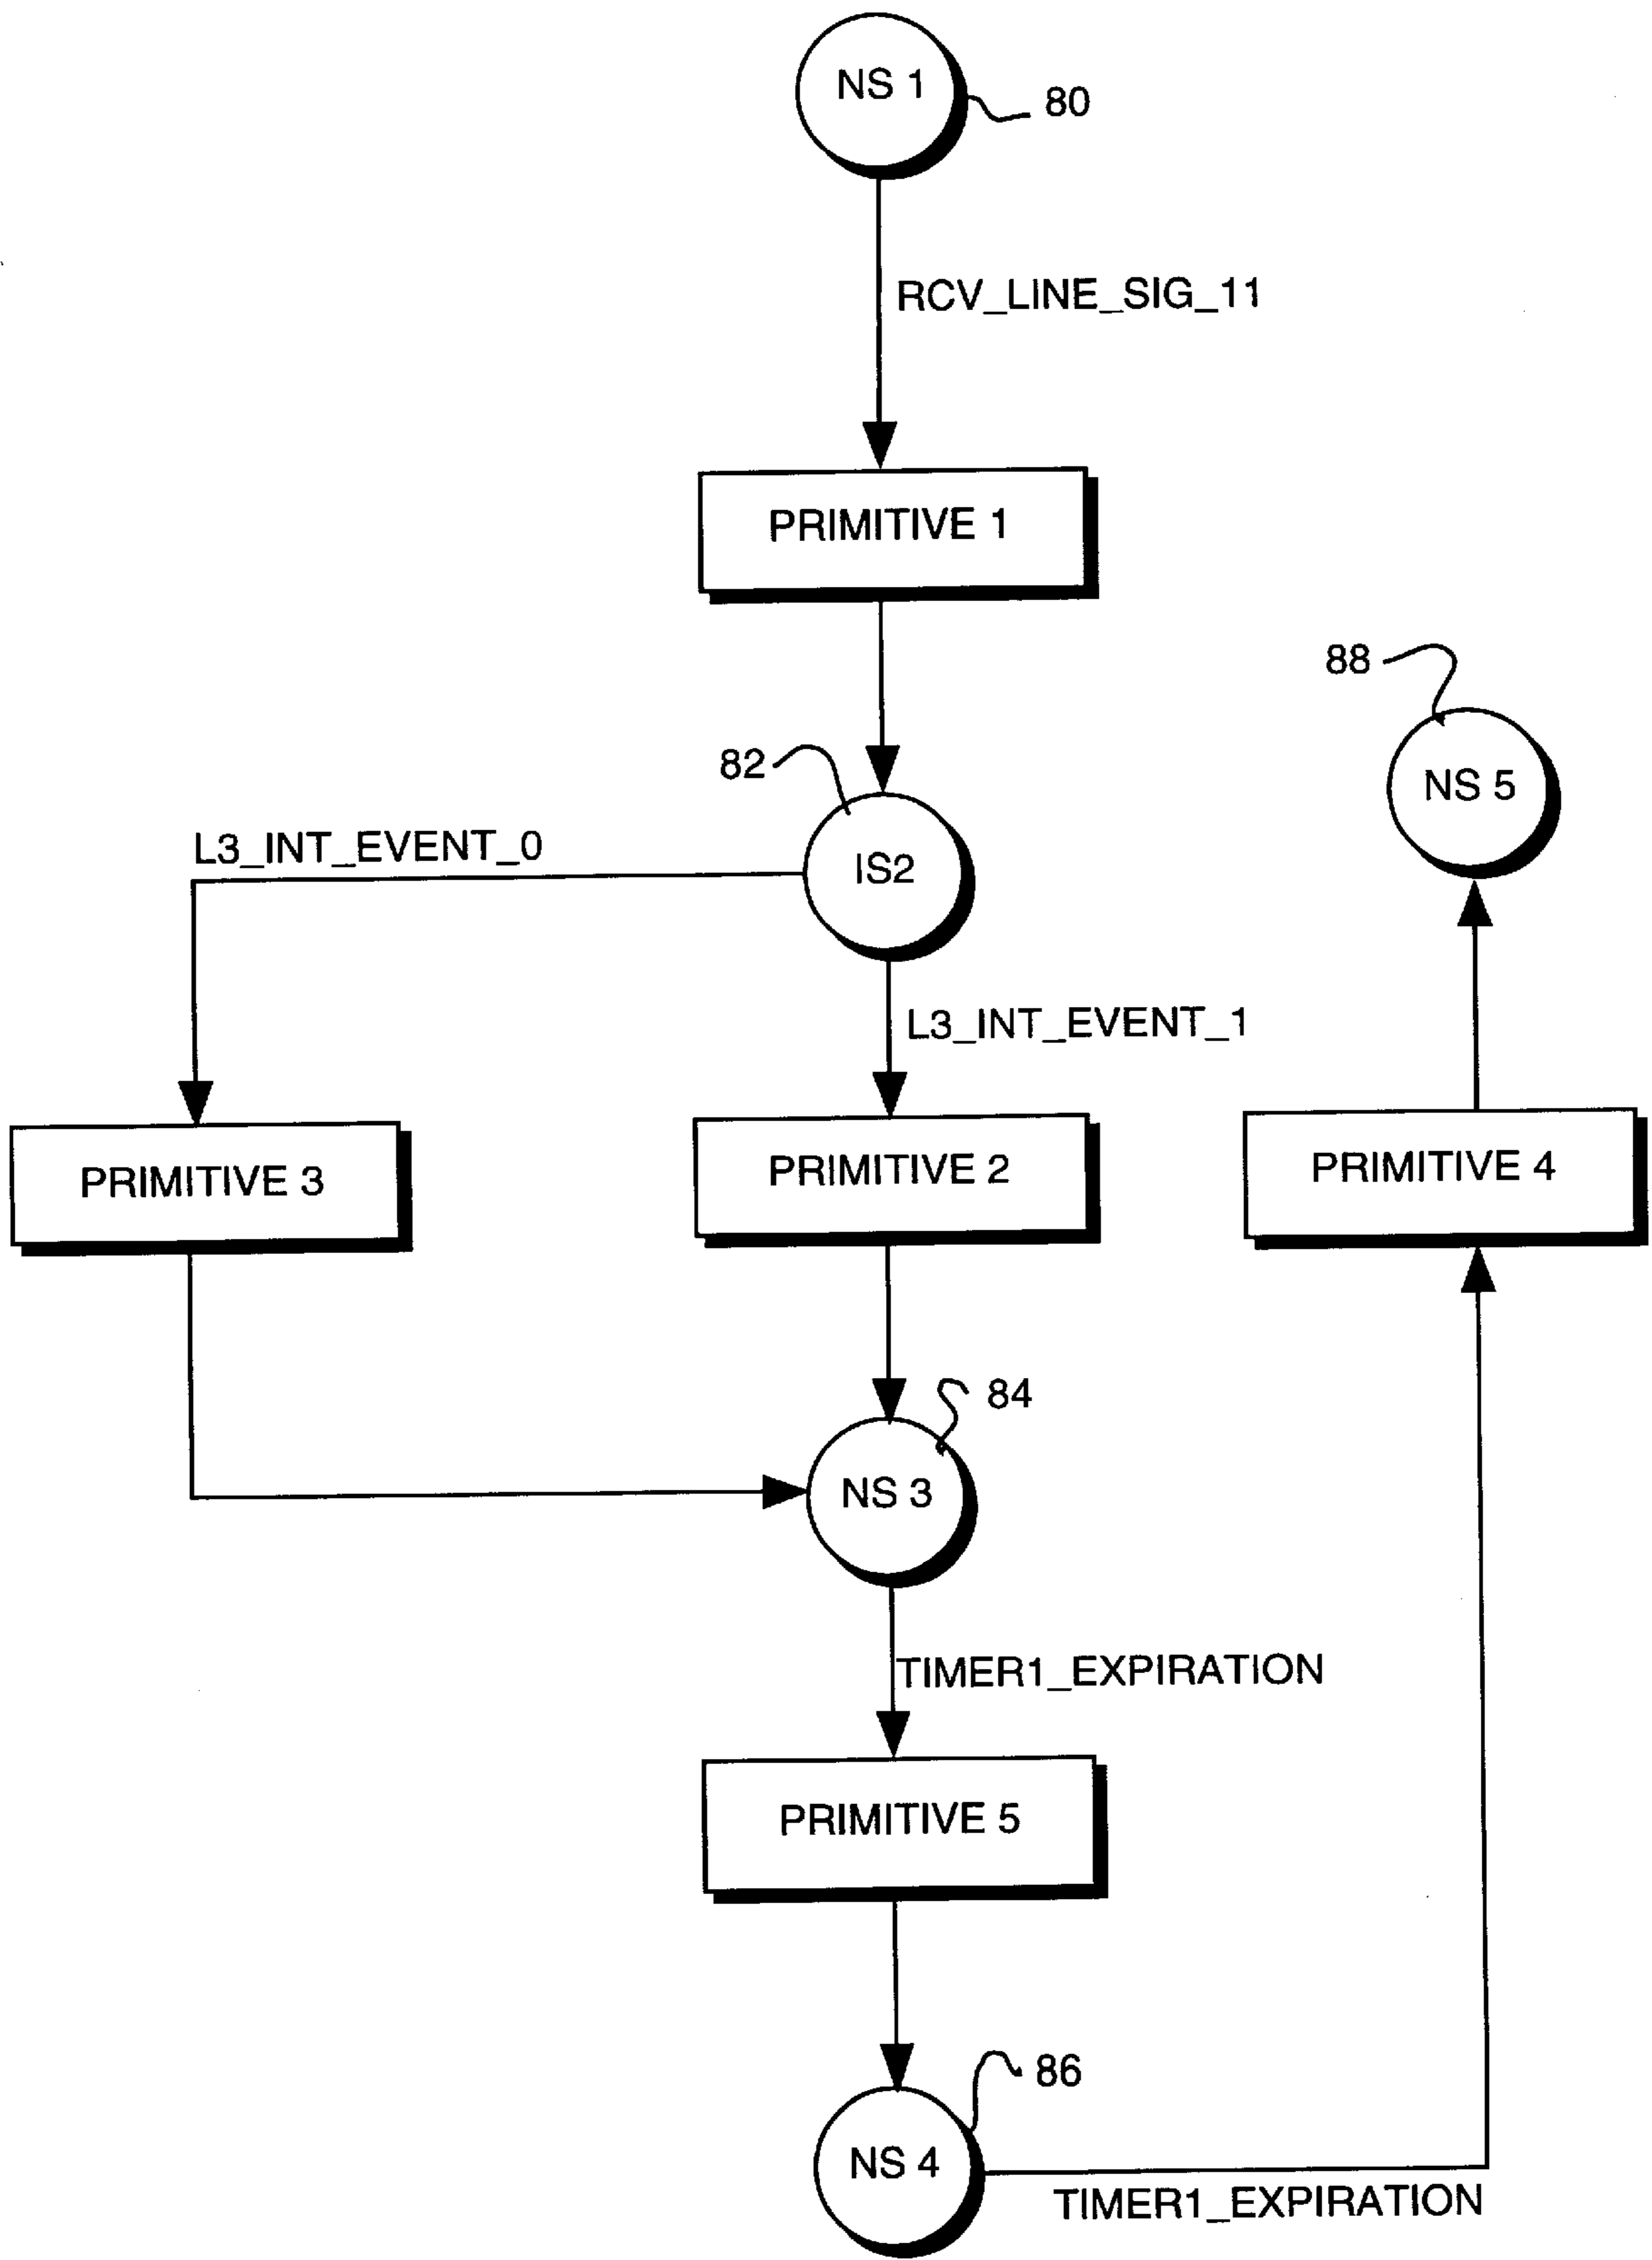 NS 1
80
RCV_LINE_SIG_11
PRIMITIVE 1
88
82
NS 5
L3_INT_EVENT_0
IS2
L3_INT_EVENT_1
PRIMITIVE 3
PRIMITIVE 2
PRIMITIVE 4
84
NS 3
TIMER1_EXPIRATION
PRIMITIVE 5
86
NS 4
TIMER1_EXPIRATION